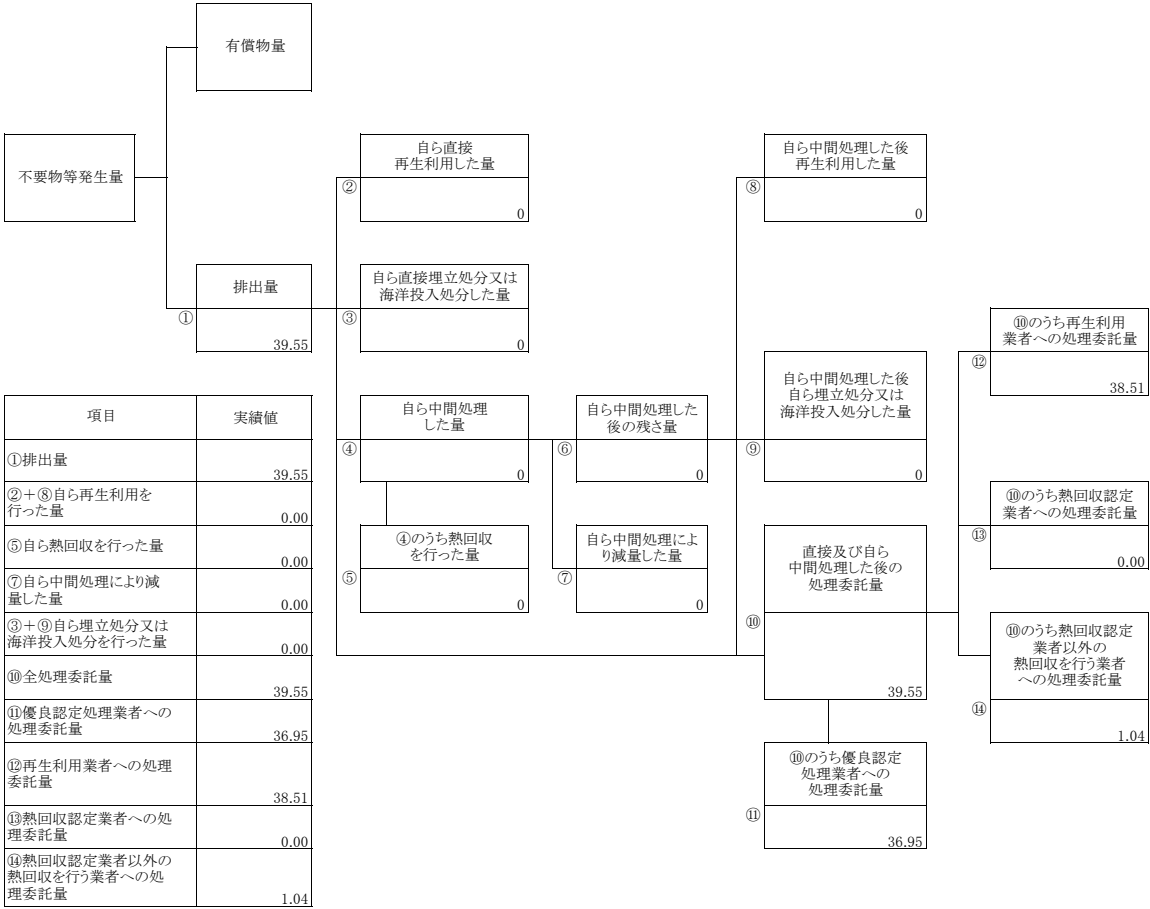 有償物量
不要物等発生量
自ら直接
再生利用した量
②
0
自ら中間処理した後
再生利用した量
⑧
0
排出量
①
39.55
自ら直接埋立処分又は
海洋投入処分した量
③
0
⑩のうち再生利用
業者への処理委託量
⑫
38.51
自ら中間処理した後
自ら埋立処分又は
海洋投入処分した量
⑨
0
自ら中間処理
した量
④
0
自ら中間処理した
後の残さ量
⑥
0
⑩のうち熱回収認定
業者への処理委託量
⑬
0.00
④のうち熱回収
を行った量
⑤
0
自ら中間処理によ
り減量した量
⑦
0
直接及び自ら
中間処理した後の
処理委託量
⑩
39.55
⑩のうち熱回収認定
業者以外の
熱回収を行う業者
への処理委託量
⑭
1.04
⑩のうち優良認定
処理業者への
処理委託量
⑪
36.95
項目 実績値
①排出量
39.55
②＋⑧自ら再生利用を
行った量
0.00
⑤自ら熱回収を行った量
0.00
⑦自ら中間処理により減
量した量
0.00
③＋⑨自ら埋立処分又は
海洋投入処分を行った量
0.00
⑩全処理委託量
39.55
⑪優良認定処理業者への
処理委託量
36.95
⑫再生利用業者への処理
委託量
38.51
⑬熱回収認定業者への処
理委託量
0.00
⑭熱回収認定業者以外の
熱回収を行う業者への処
理委託量
1.04